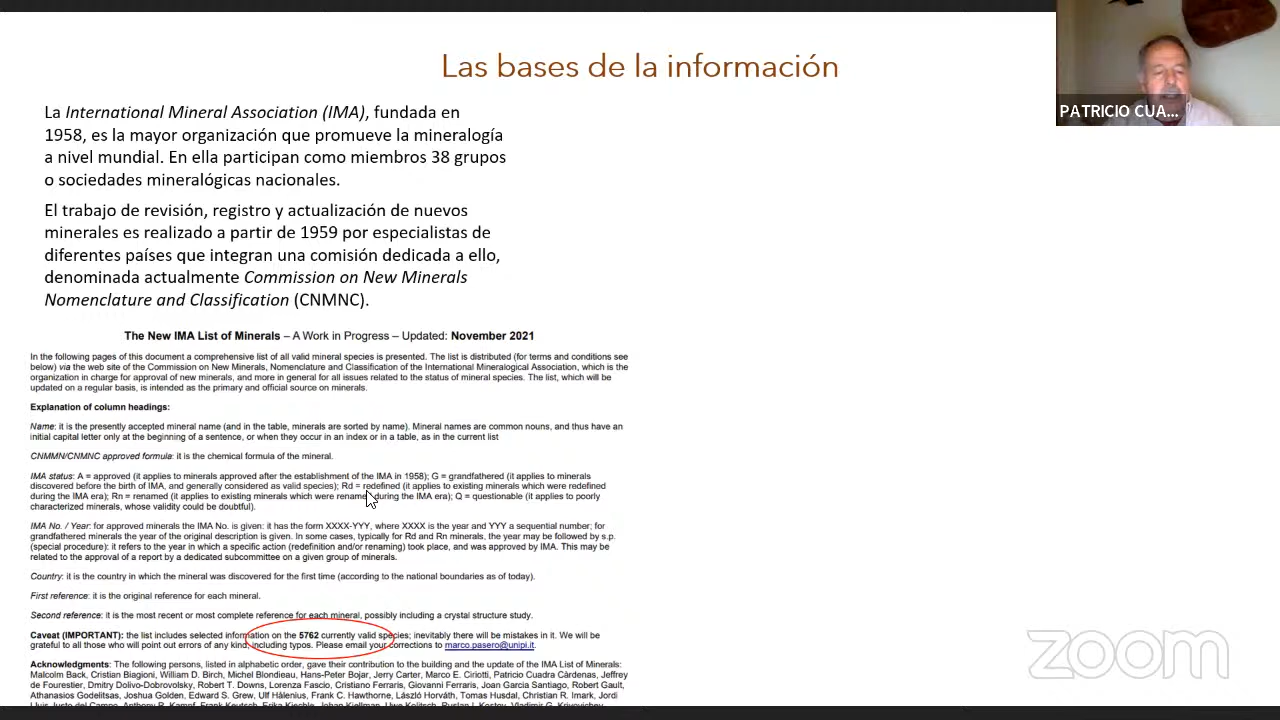 Las bases de la información
La International Mineral Association (IMA), fundada en
1958, es la mayor organización que promueve la mineralogía
a nivel mundial. En ella participan como miembros 38 grupos
o sociedades mineralógicas nacionales.
El trabajo de revisión, registro y actualización de nuevos
minerales es realizado a partir de 1959 por especialistas de
diferentes países que integran una comisión dedicada a ello,
denominada actualmente Commission on New Minerals
Nomenclature and Classification (CNMNC).
PATRICIO CUA...
The New IMA List of Minerals – A Work in Progress – Updated: November 2021
In the following pages of this document a comprehensive list of all valid mineral species is presented. The list is distributed (for terms and conditions see
below) via the web site of the Commission on New Minerals, Nomenclature and Classification of the International Mineralogical Association, which is the
organization in charge for approval of new minerals, and more in general for all issues related to the status of mineral species. The list, which will be
updated on a regular basis, is intended as the primary and official source on minerals.
Explanation of column headings:
Name: it is the presently accepted mineral name (and in the table, minerals are sorted by name). Mineral names are common nouns, and thus have an
initial capital letter only at the beginning of a sentence, or when they occur in an index or in a table, as in the current list
CNMMN/CNMNC approved formula: it is the chemical formula of the mineral.
IMA status: A = approved (it applies to minerals approved after the establishment of the IMA in 1958); G = grandfathered (it applies to minerals
discovered before the birth of IMA, and generally considered as valid species); Rd = redefined (it applies to existing minerals which were redefined
during the IMA era); Rn = renamed (it applies to existing minerals which were renamed during the IMA era); Q = questionable (it applies to poorly
characterized minerals, whose validity could be doubtful).
IMA No. / Year: for approved minerals the IMA No. is given: it has the form XXXX-YYY, where XXXX is the year and YYY a sequential number; for
grandfathered minerals the year of the original description is given. In some cases, typically for Rd and Rn minerals, the year may be followed by s.p.
(special procedure): it refers to the year in which a specific action (redefinition and/or renaming) took place, and was approved by IMA. This may be
related to the approval of a report by a dedicated subcommittee on a given group of minerals.
Country: it is the country in which the mineral was discovered for the first time (according to the national boundaries as of today).
First reference: it is the original reference for each mineral.
Second reference: it is the most recent or most complete reference for each mineral, possibly including a crystal structure study.
Caveat (IMPORTANT): the list includes selected information on the 5762 currently valid species; inevitably there will be mistakes in it. We will be
grateful to all those who will point out errors of any kind, including typos. Please email your corrections to marco.pasero@unipi.it.
Acknowledgments: The following persons, listed in alphabetic order, gave their contribution to the building and the update of the IMA List of Minerals:
Malcolm Back, Cristian Biagioni, William D. Birch, Michel Blondieau, Hans-Peter Bojar, Jerry Carter, Marco E. Ciriotti, Patricio Cuadra Cárdenas, Jeffrey
de Fourestier, Dmitry Dolivo-Dobrovolsky, Robert T. Downs, Lorenza Fascio, Cristiano Ferraris, Giovanni Ferraris, Joan Garcia Santiago, Robert Gault,
Athanasios Godelitsas, Joshua Golden, Edward S. Grew, Ulf Hålenius, Frank C. Hawthorne, László Horváth, Tomas Husdal, Christian R. Imark, Jordi
zoom